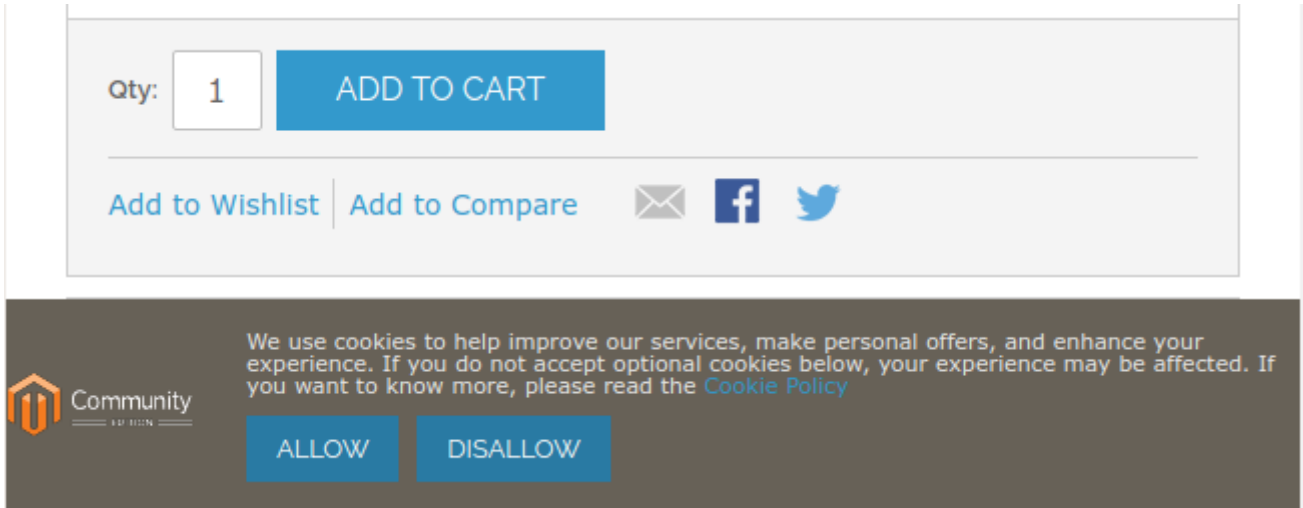 Qty: 1 ADD TO CART
Add to Wishlist Add to Compare
We use cookies to help improve our services, make personal offers, and enhance your
experience. If you do not accept optional cookies below, your experience may be affected. If
you want to know more, please read the Cookie Policy
Community
EDITION
ALLOW DISALLOW